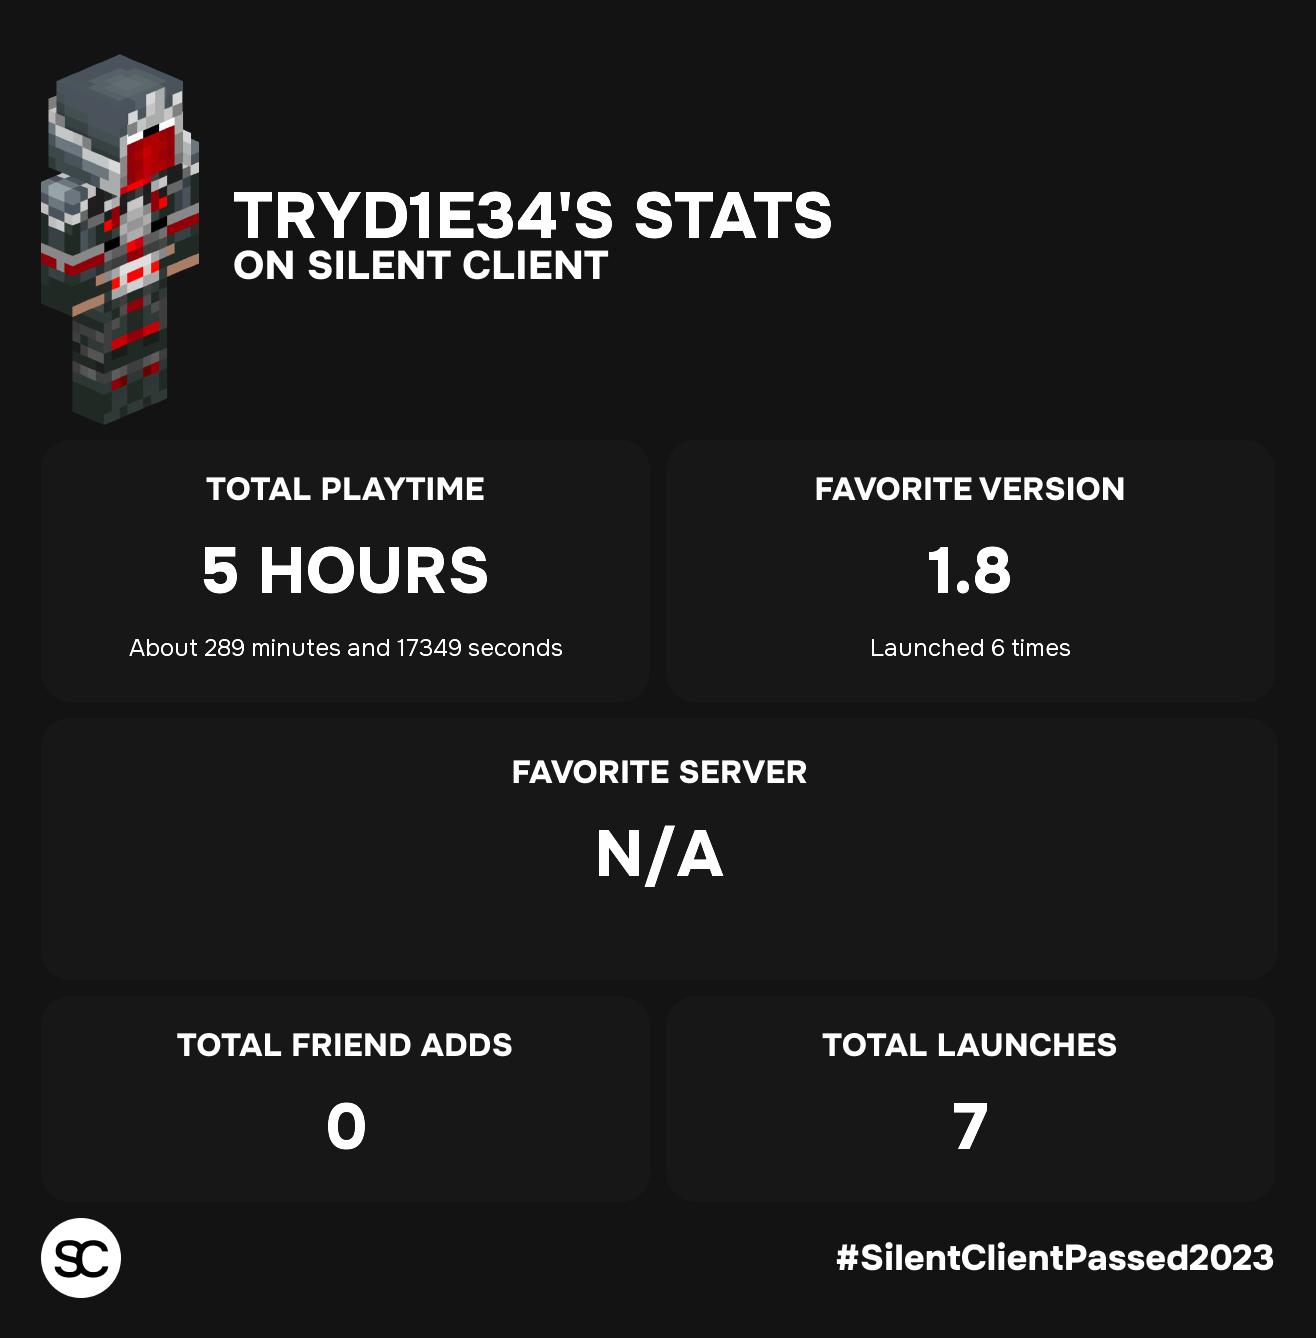 TRYD1E34'S STATS
ON SILENT CLIENT
TOTAL PLAYTIME
5 HOURS
About 289 minutes and 17349 seconds
FAVORITE VERSION
1.8
Launched 6 times
FAVORITE SERVER
N/A
TOTAL FRIEND ADDS
0
TOTAL LAUNCHES
7
SC
#SilentClientPassed2023